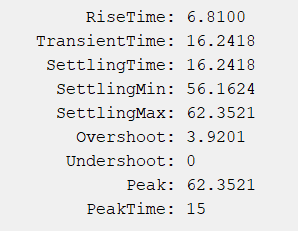 RiseTime: 6.8100
TransientTime: 16.2418
SettlingTime: 16.2418
SettlingMin: 56.1624
SettlingMax: 62.3521
Overshoot: 3.9201
Undershoot: 0
Peak: 62.3521
PeakTime: 15